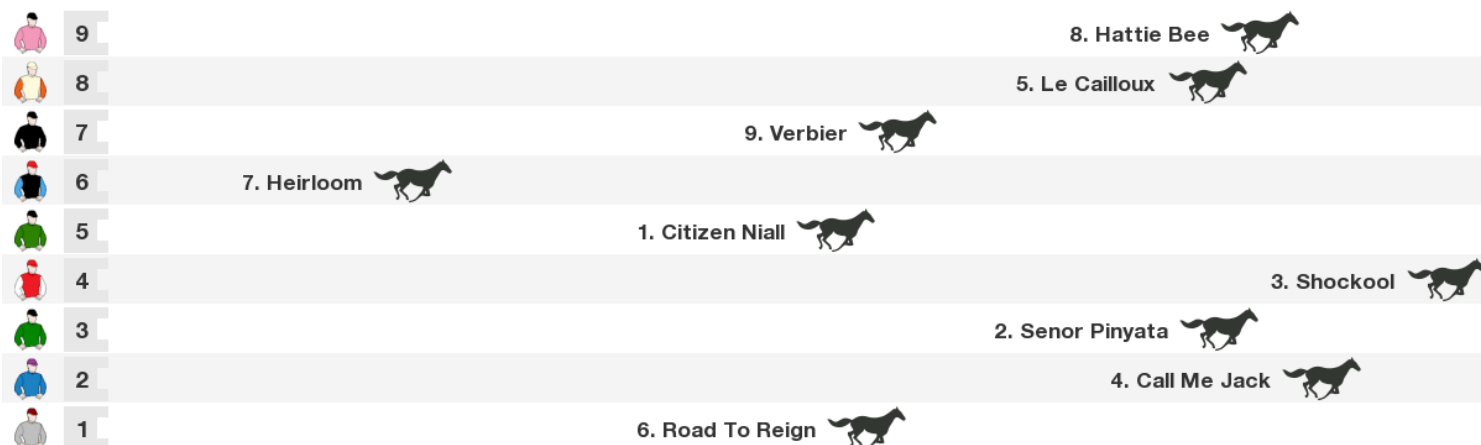 9 8. Hattie Bee
8 5. Le Cailloux
7 9. Verbier
6 7. Heirloom
5 1. Citizen Niall
4 3. Shockool
3 2. Senor Pinyata
2 4. Call Me Jack
1 6. Road To Reign